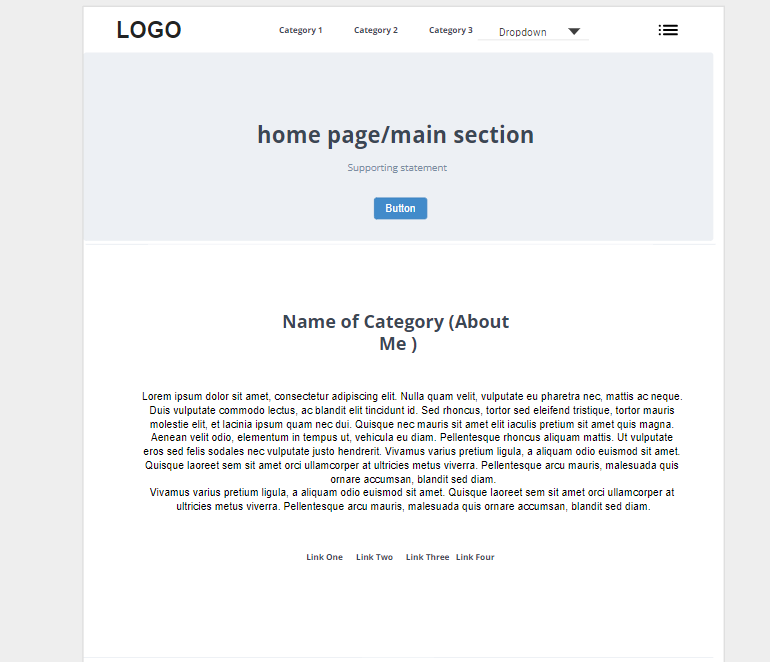 LOGO
Category 1 Category 2 Category 3 Dropdown
home page/main section
Supporting statement
Button
Name of Category (About
Me )
Lorem ipsum dolor sit amet, consectetur adipiscing elit. Nulla quam velit, vulputate eu pharetra nec, mattis ac neque.
Duis vulputate commodo lectus, ac blandit elit tincidunt id. Sed rhoncus, tortor sed eleifend tristique, tortor mauris
molestie elit, et lacinia ipsum quam nec dui. Quisque nec mauris sit amet elit iaculis pretium sit amet quis magna.
Aenean velit odio, elementum in tempus ut, vehicula eu diam. Pellentesque rhoncus aliquam mattis. Ut vulputate
eros sed felis sodales nec vulputate justo hendrerit. Vivamus varius pretium ligula, a aliquam odio euismod sit amet.
Quisque laoreet sem sit amet orci ullamcorper at ultricies metus viverra. Pellentesque arcu mauris, malesuada quis
ornare accumsan, blandit sed diam.
Vivamus varius pretium ligula, a aliquam odio euismod sit amet. Quisque laoreet sem sit amet orci ullamcorper at
ultricies metus viverra. Pellentesque arcu mauris, malesuada quis ornare accumsan, blandit sed diam.
Link One Link Two Link Three Link Four